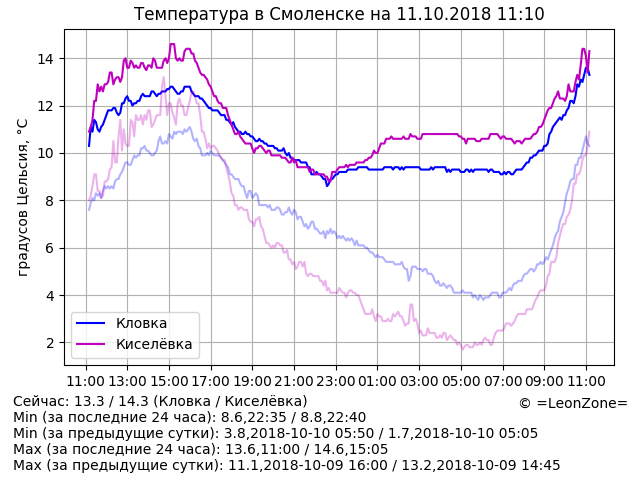 Температура в Смоленске на 11.10.2018 11:10
градусов Цельсия, °C
14
12
10
8
6
4
2
Кловка
Киселёвка
11:00 13:00 15:00 17:00 19:00 21:00 23:00 01:00 03:00 05:00 07:00 09:00 11:00
Сейчас: 13.3 / 14.3 (Кловка / Киселёвка)
© =LeonZone=
Min (за последние 24 часа): 8.6,22:35 / 8.8,22:40
Min (за предыдущие сутки): 3.8,2018-10-10 05:50 / 1.7,2018-10-10 05:05
Max (за последние 24 часа): 13.6,11:00 / 14.6,15:05
Max (за предыдущие сутки): 11.1,2018-10-09 16:00 / 13.2,2018-10-09 14:45